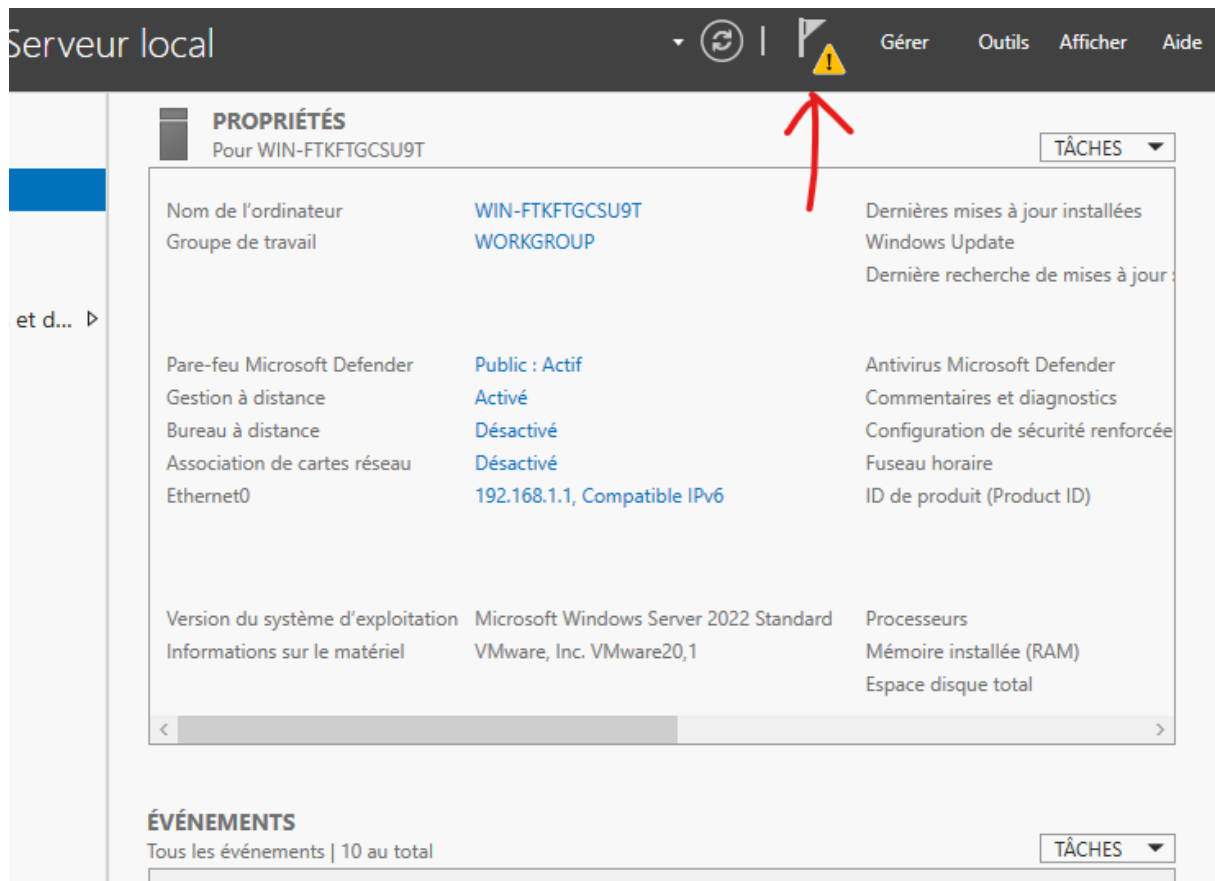 Serveur local
Gérer Outils Afficher Aide
PROPRIÉTÉS
Pour WIN-FTKFTGCSU9T
TÂCHES
Nom de l'ordinateur WIN-FTKFTGCSU9T Dernières mises à jour installées
Groupe de travail WORKGROUP Windows Update
Dernière recherche de mises à jour :
et d...
Pare-feu Microsoft Defender Public : Actif Antivirus Microsoft Defender
Gestion à distance Activé Commentaires et diagnostics
Bureau à distance Désactivé Configuration de sécurité renforcée
Association de cartes réseau Désactivé Fuseau horaire
Ethernet0 192.168.1.1, Compatible IPv6 ID de produit (Product ID)
Version du système d'exploitation Microsoft Windows Server 2022 Standard Processeurs
Informations sur le matériel VMware, Inc. VMware20,1 Mémoire installée (RAM)
Espace disque total
ÉVÉNEMENTS
Tous les événements | 10 au total
TÂCHES